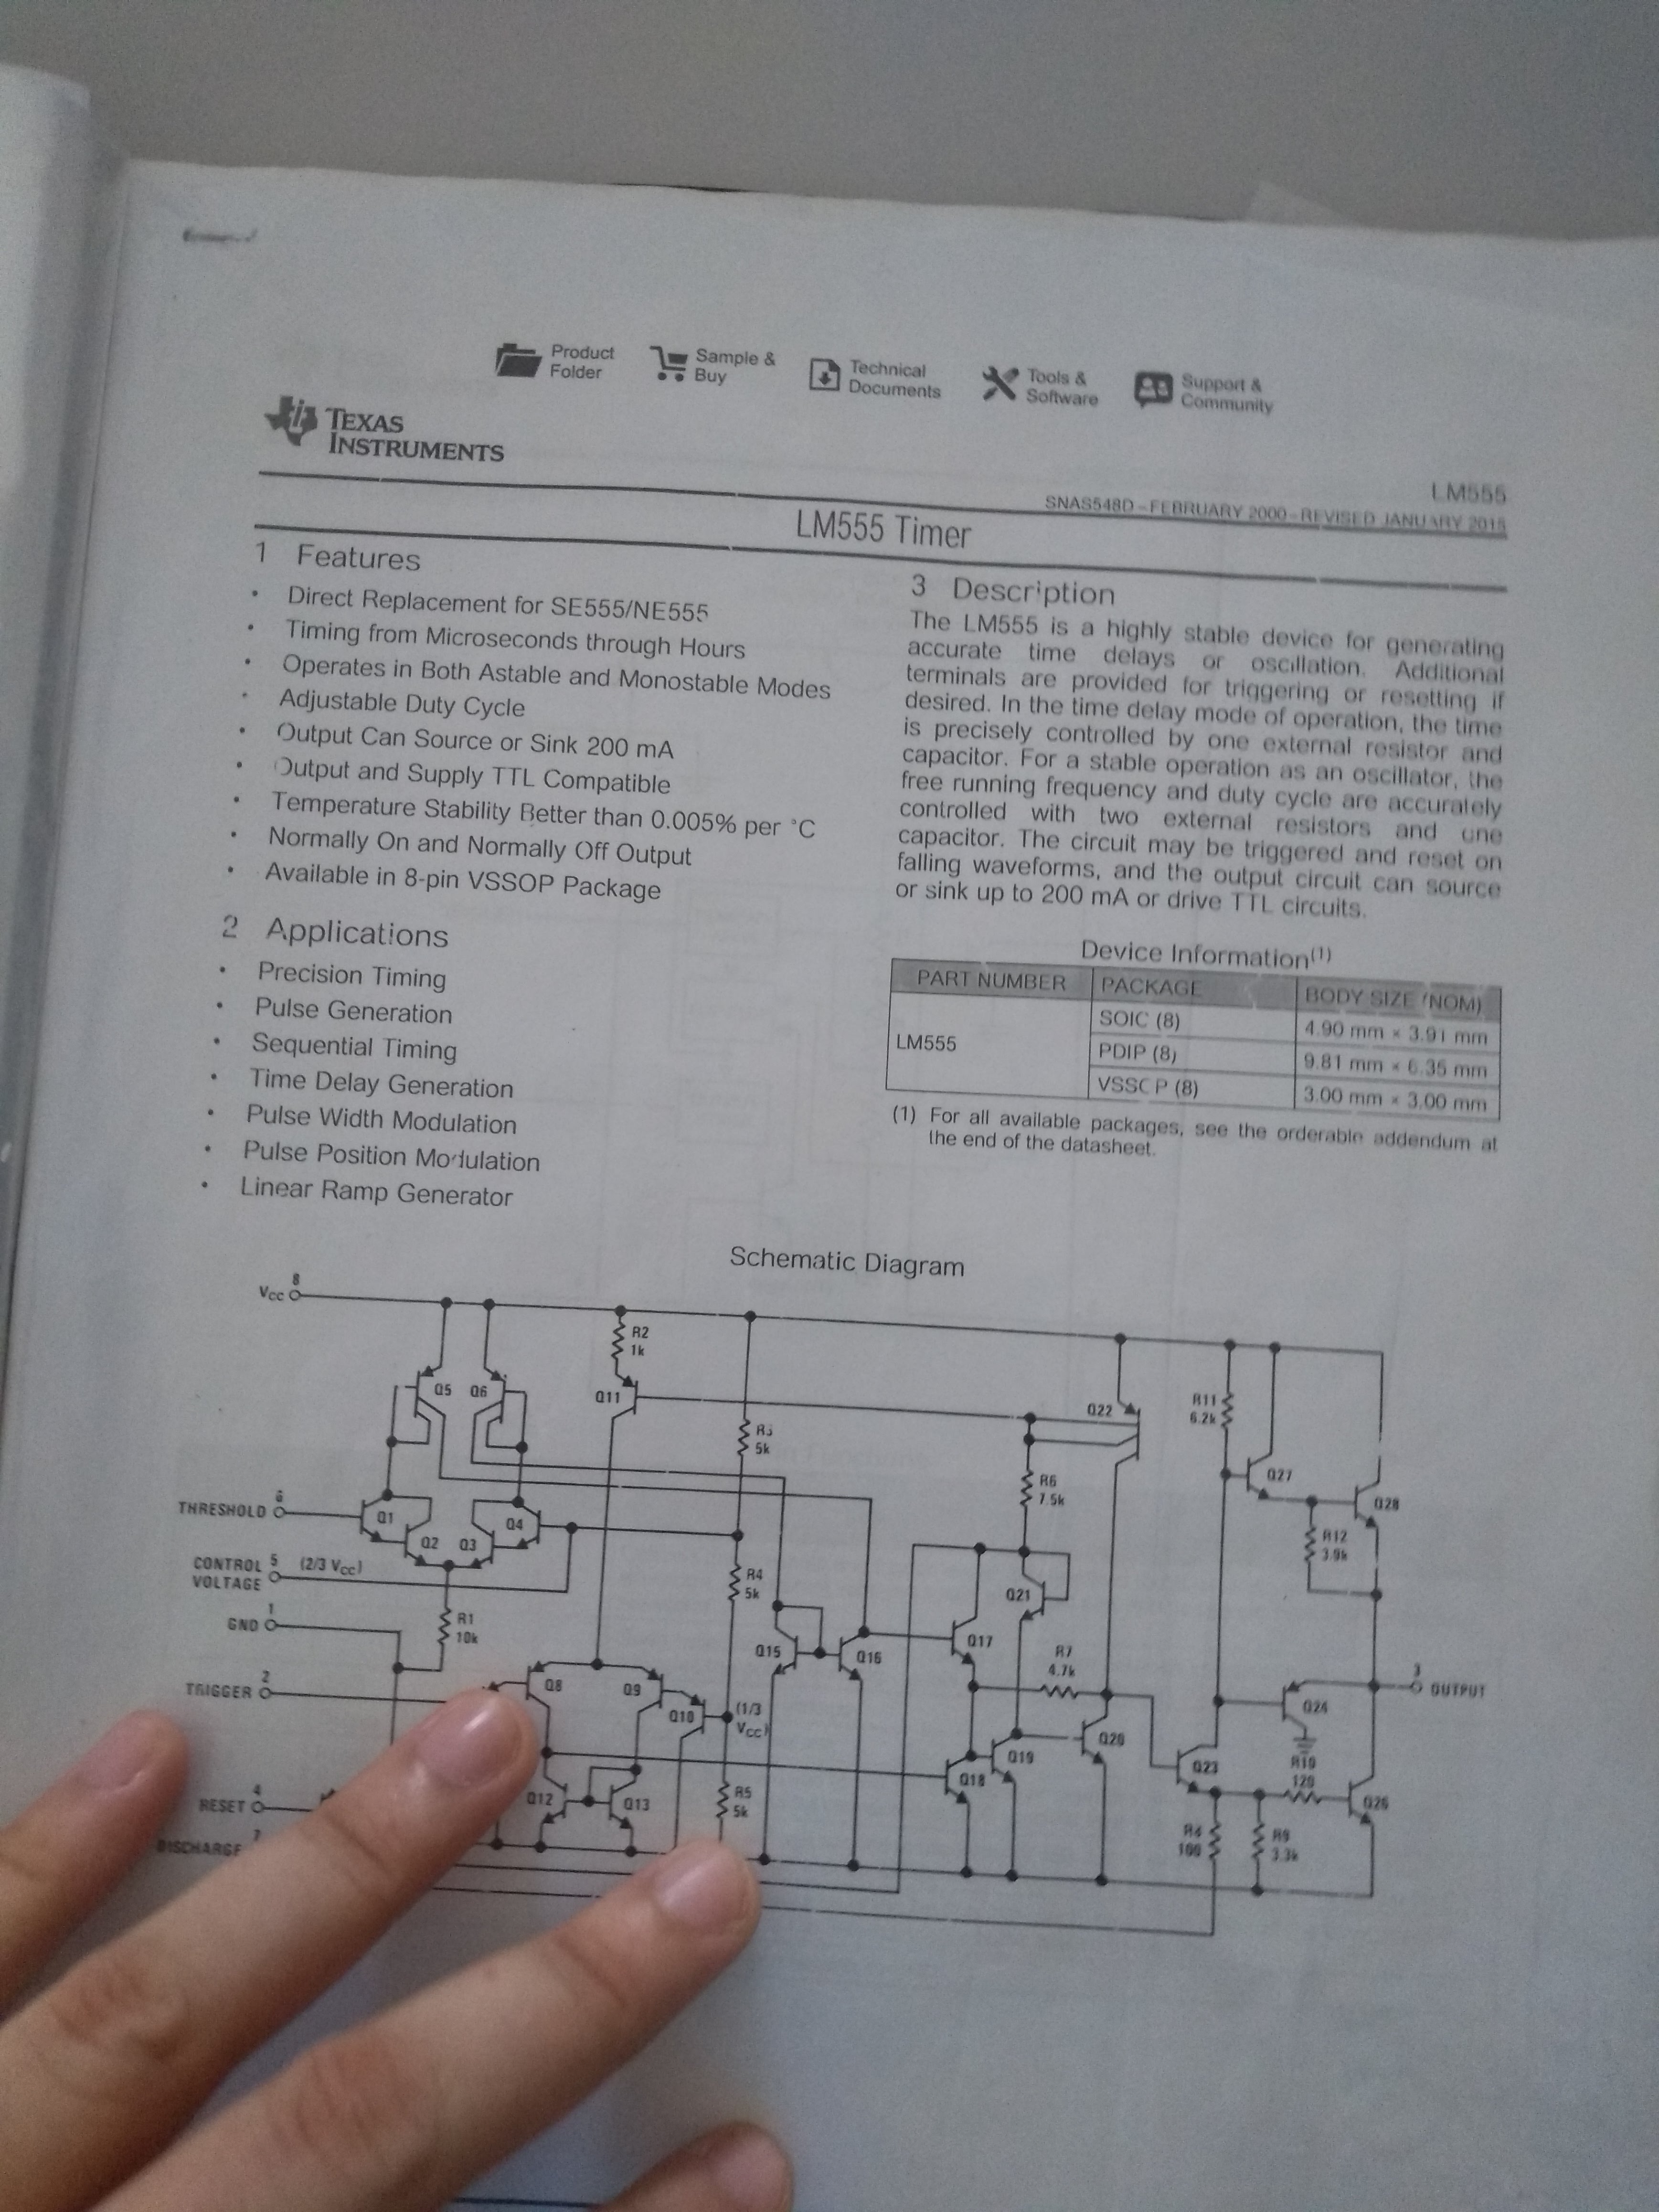 Product
Folder
Sample &
Buy
Technical
Documents
Tools &
Software
Support &
Community
TEXAS
INSTRUMENTS
LM555
SNAS548D – FEBRUARY 2000 – REVISED JANUARY 2015
LM555 Timer
1 Features
• Direct Replacement for SE555/NE555
• Timing from Microseconds through Hours
• Operates in Both Astable and Monostable Modes
• Adjustable Duty Cycle
• Output Can Source or Sink 200 mA
• Output and Supply TTL Compatible
• Temperature Stability Better than 0.005% per °C
• Normally On and Normally Off Output
• Available in 8-pin VSSOP Package
2 Applications
• Precision Timing
• Pulse Generation
• Sequential Timing
• Time Delay Generation
• Pulse Width Modulation
• Pulse Position Modulation
• Linear Ramp Generator
3 Description
The LM555 is a highly stable device for generating
accurate time delays or oscillation. Additional
terminals are provided for triggering or resetting if
desired. In the time delay mode of operation, the time
is precisely controlled by one external resistor and
capacitor. For a stable operation as an oscillator, the
free running frequency and duty cycle are accurately
controlled with two external resistors and one
capacitor. The circuit may be triggered and reset on
falling waveforms, and the output circuit can source
or sink up to 200 mA or drive TTL circuits.
Device Information(1)
PART NUMBER PACKAGE BODY SIZE (NOM)
LM555
SOIC (8) 4.90 mm × 3.91 mm
PDIP (8) 9.81 mm × 6.35 mm
VSSOP (8) 3.00 mm × 3.00 mm
(1) For all available packages, see the orderable addendum at
the end of the datasheet.
Schematic Diagram
VCC 8
R2
1k
Q5 Q6
Q11
Q22
R11
6.2k
R3
5k
Q27
R6
7.5k
Q28
THRESHOLD 6
Q1
Q2 Q3
Q4
R12
3.9k
CONTROL
VOLTAGE 5 (2/3 VCC)
R4
5k
Q21
GND 1
R1
10k
Q15 Q16
Q17
R7
4.7k
TRIGGER 2
Q8 Q9
Q10
(1/3
VCC)
3 OUTPUT
Q24
Q18 Q19
Q20
Q23
R10
120
RESET 4
Q12 Q13
R5
5k
Q26
100
R9
3.3k
DISCHARGE 7